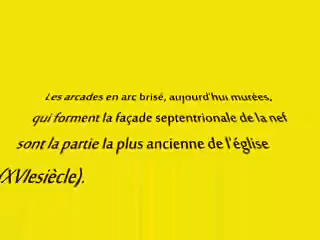 Les arcades en arc brisé, aujourd'hui murées,
qui forment la façade septentrionale de la nef
sont la partie la plus ancienne de l'église
(XVIesiècle).